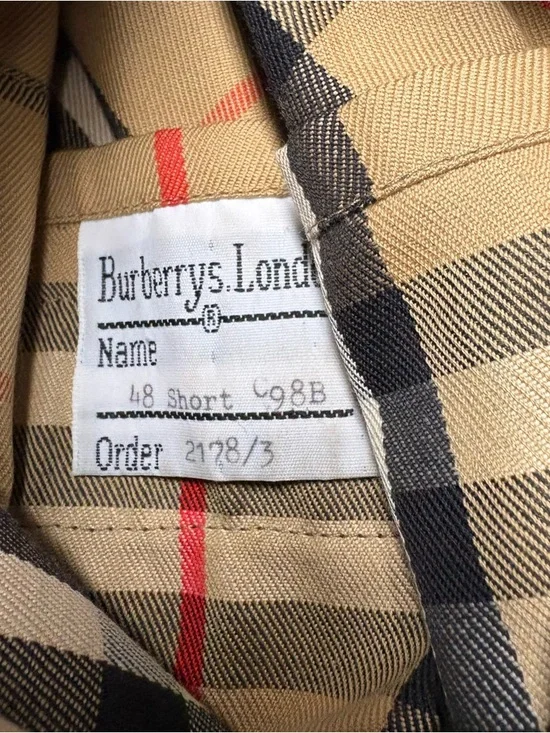 Burberrys. Lond
®
Name
48 Short C98B
Order 2178/3